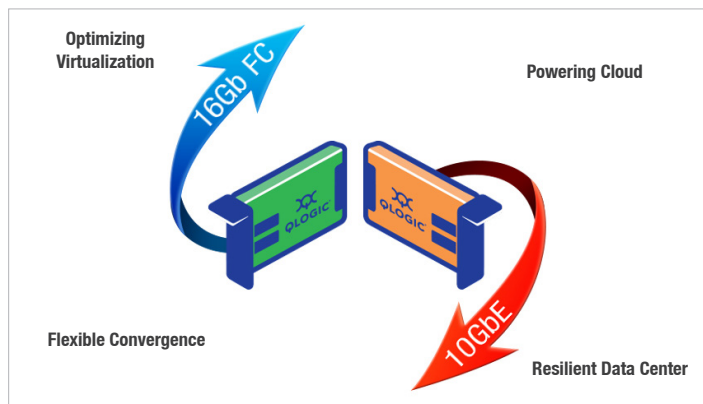 Optimizing
Virtualization
16Gb FC
Powering Cloud
QLOGIC
QLOGIC
Flexible Convergence
10GbE
Resilient Data Center